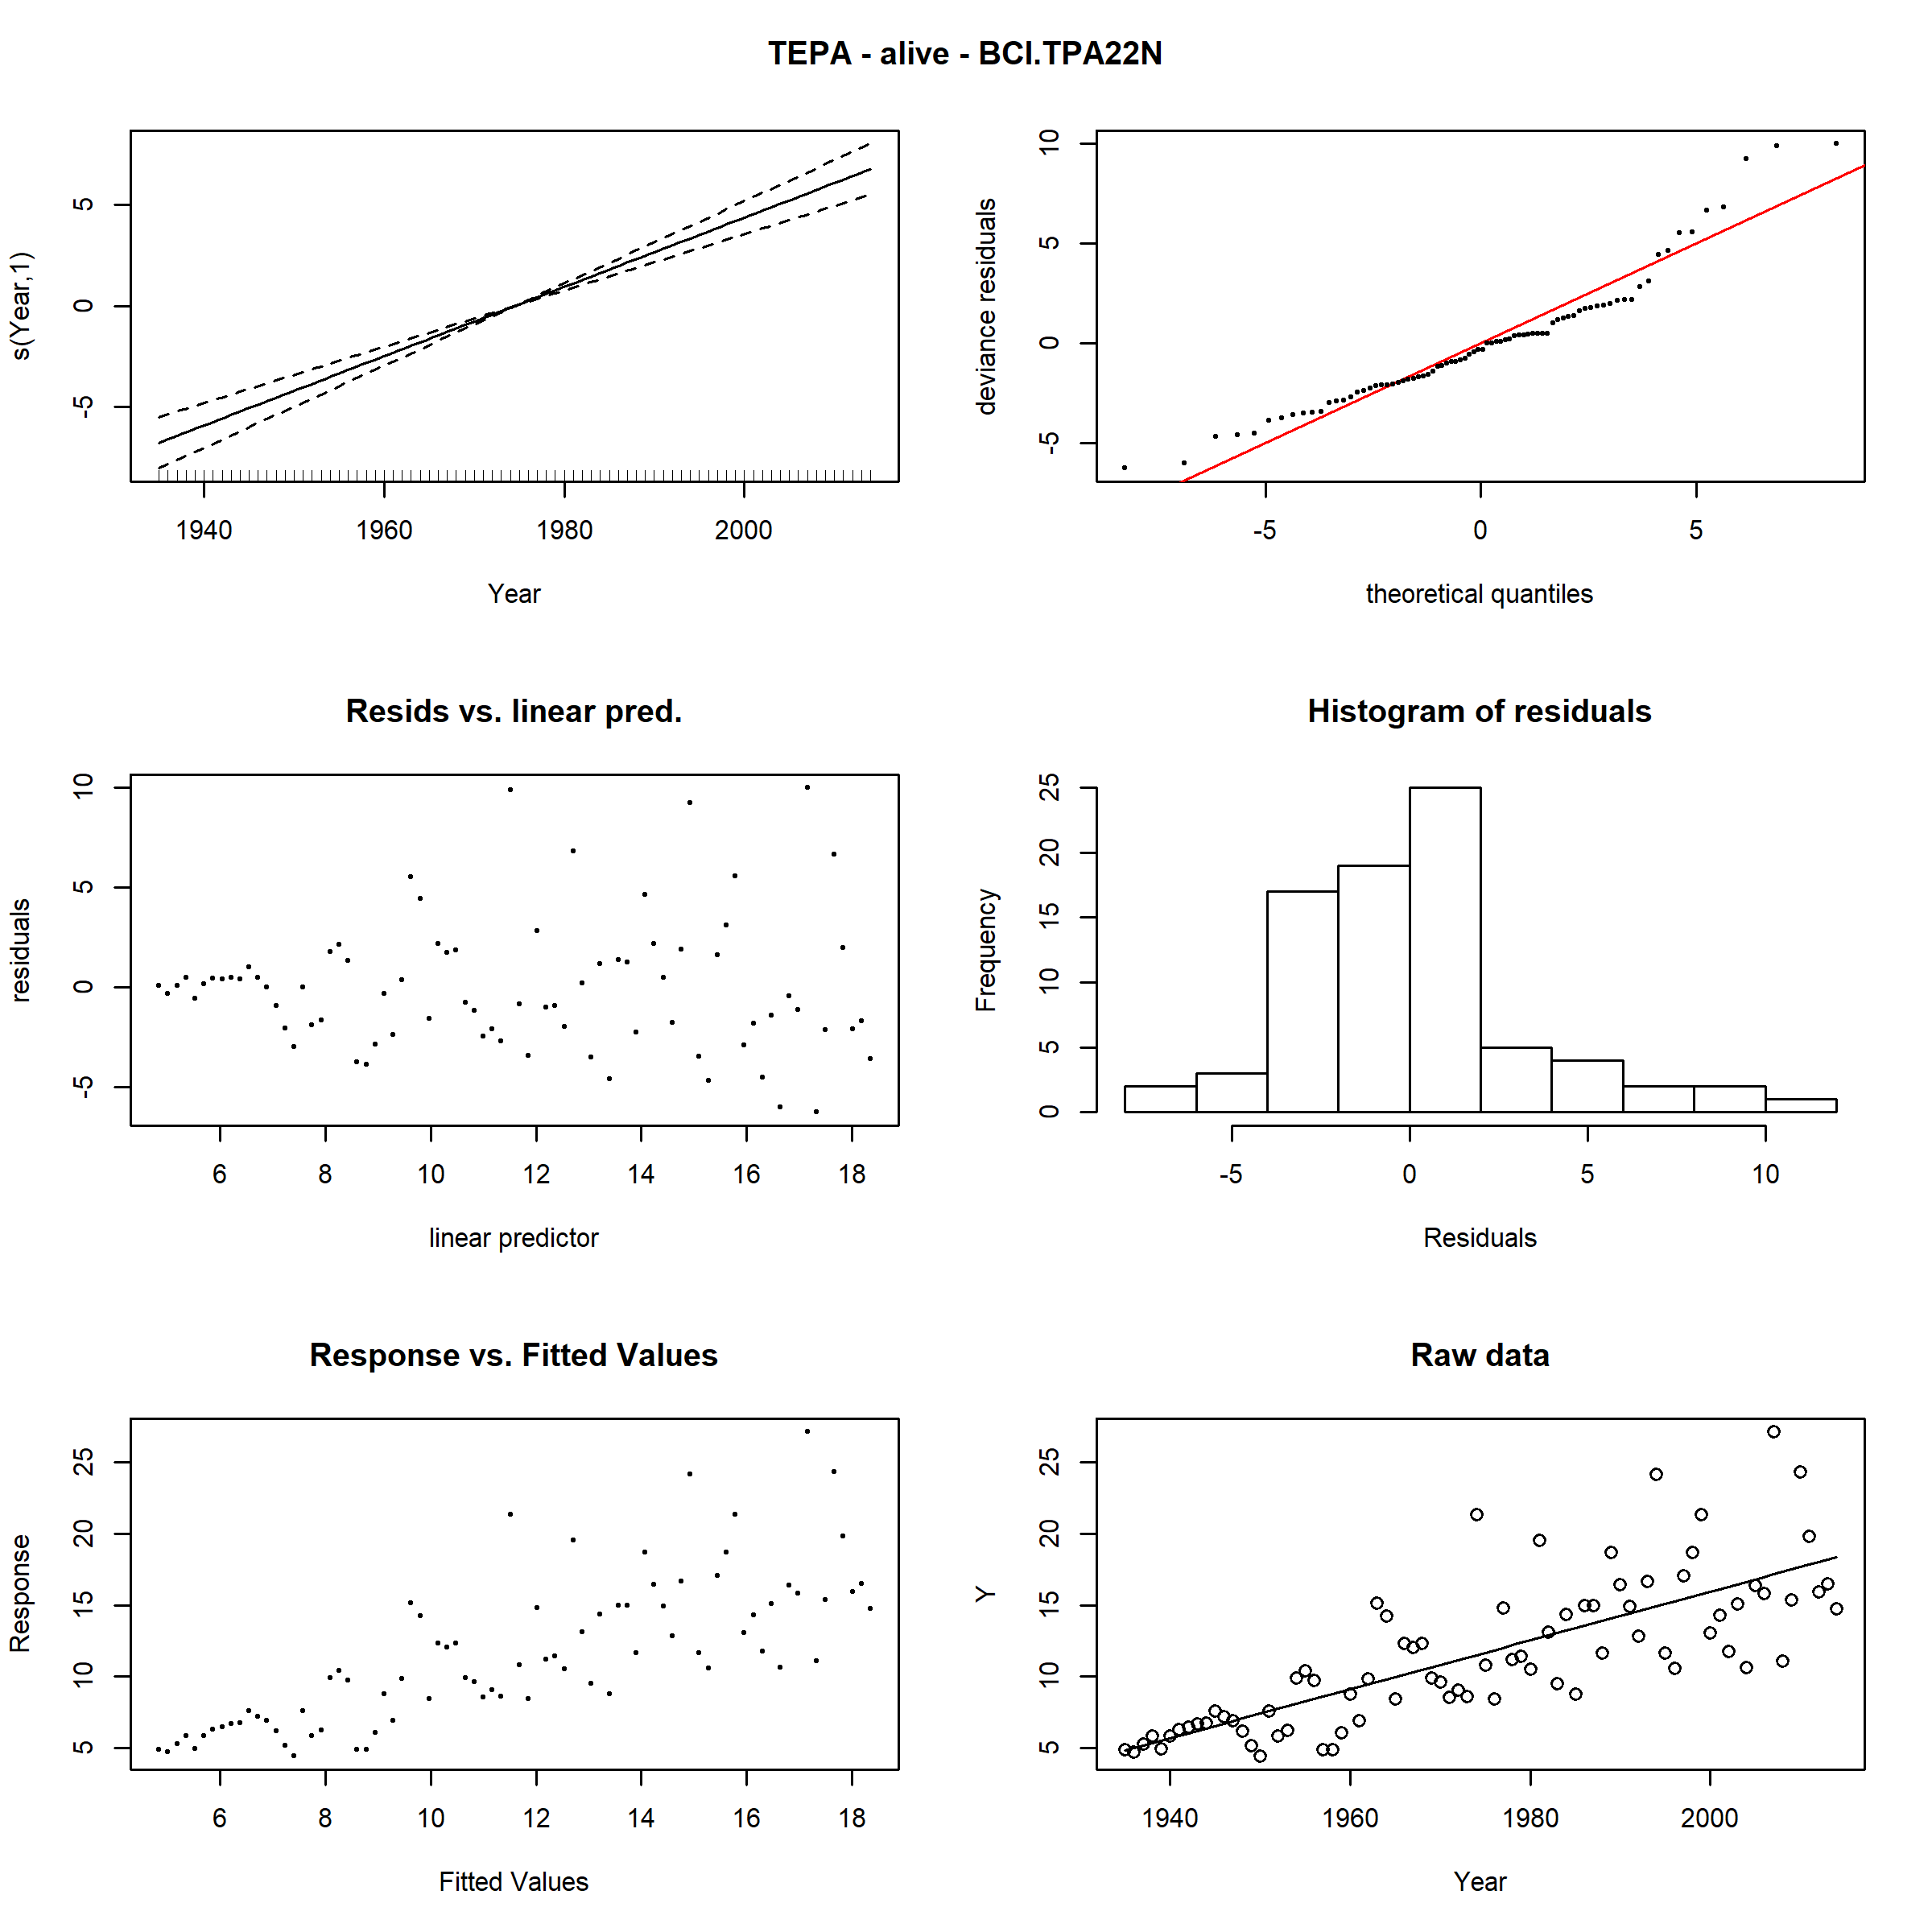 TEPA - alive - BCI.TPA22N
s(Year,1)
-5 0 5
1940 1960 1980 2000
Year
deviance residuals
-5 0 5 10
-5 0 5
theoretical quantiles
Resids vs. linear pred.
residuals
-5 0 5 10
6 8 10 12 14 16 18
linear predictor
Histogram of residuals
Frequency
0 5 10 15 20 25
-5 0 5 10
Residuals
Response vs. Fitted Values
Response
5 10 15 20 25
6 8 10 12 14 16 18
Fitted Values
Raw data
Y
5 10 15 20 25
1940 1960 1980 2000
Year